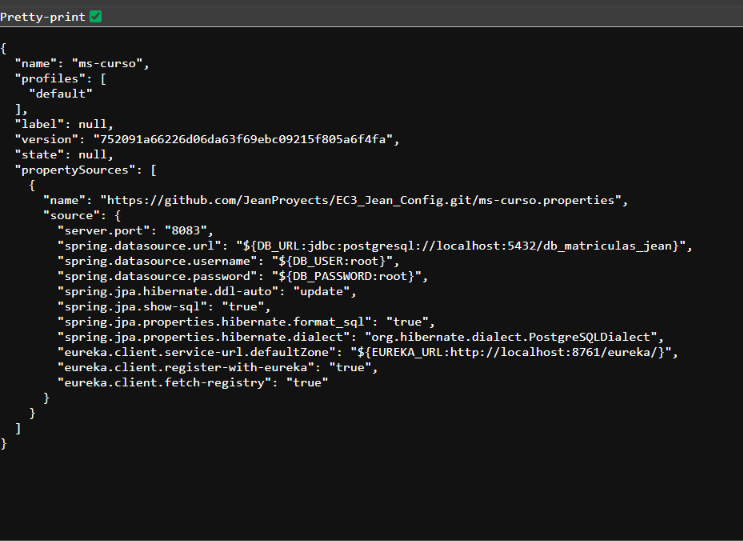 Pretty-print ✅
{
  "name": "ms-curso",
  "profiles": [
    "default"
  ],
  "label": null,
  "version": "752091a66226d06da63f69ebc09215f805a6f4fa",
  "state": null,
  "propertySources": [
    {
      "name": "https://github.com/JeanProyects/EC3_Jean_Config.git/ms-curso.properties",
      "source": {
        "server.port": "8083",
        "spring.datasource.url": "${DB_URL:jdbc:postgresql://localhost:5432/db_matriculas_jean}",
        "spring.datasource.username": "${DB_USER:root}",
        "spring.datasource.password": "${DB_PASSWORD:root}",
        "spring.jpa.hibernate.ddl-auto": "update",
        "spring.jpa.show-sql": "true",
        "spring.jpa.properties.hibernate.format_sql": "true",
        "spring.jpa.properties.hibernate.dialect": "org.hibernate.dialect.PostgreSQLDialect",
        "eureka.client.service-url.defaultZone": "${EUREKA_URL:http://localhost:8761/eureka/}",
        "eureka.client.register-with-eureka": "true",
        "eureka.client.fetch-registry": "true"
      }
    }
  ]
}